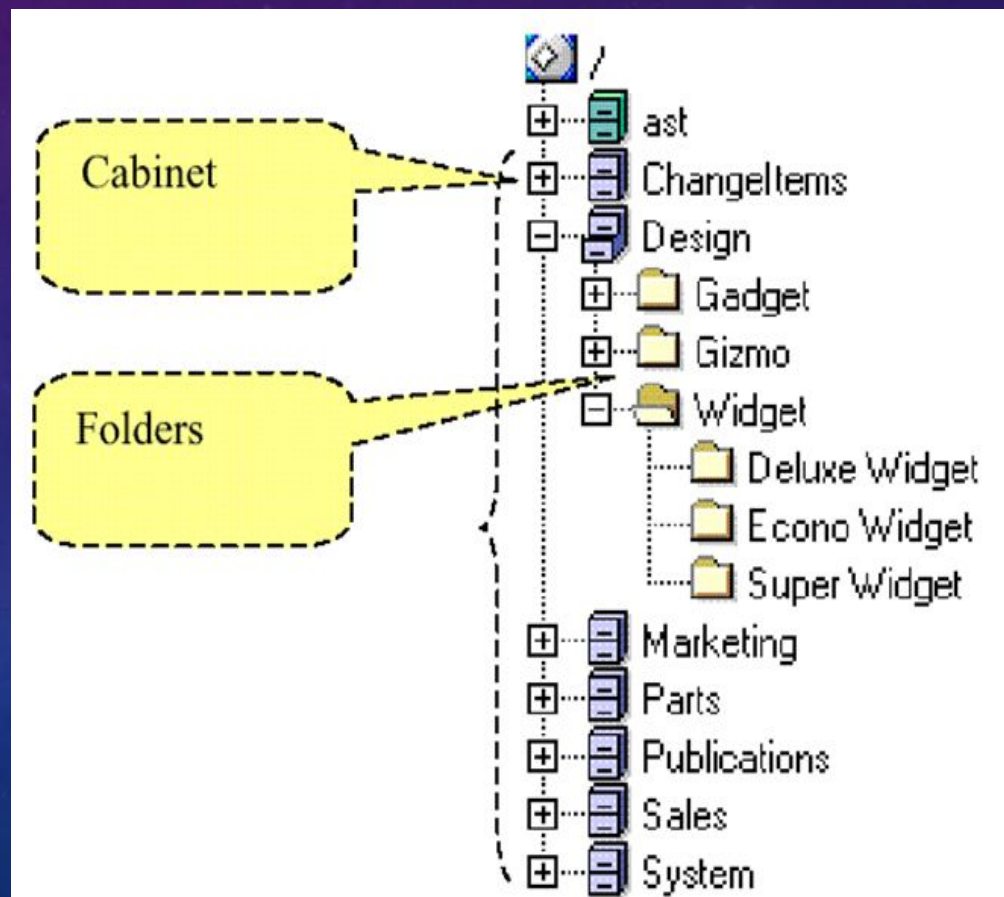 /
ast
Cabinet
ChangeItems
Design
Gadget
Gizmo
Folders
Widget
Deluxe Widget
Econo Widget
Super Widget
Marketing
Parts
Publications
Sales
System